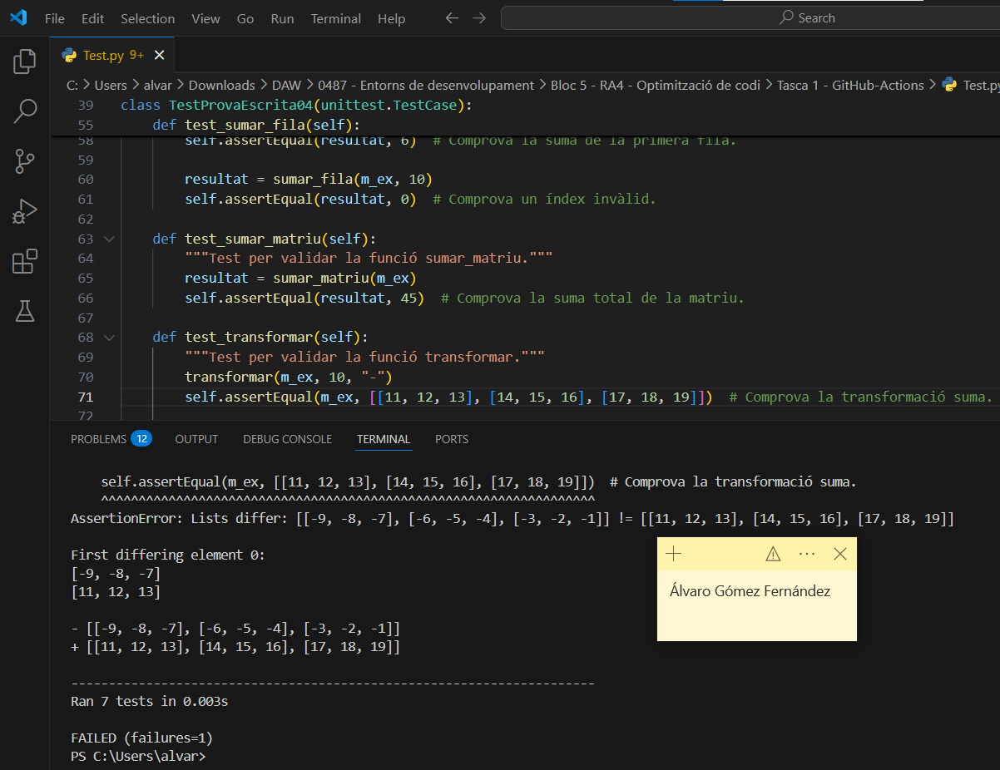 File Edit Selection View Go Run Terminal Help Search
Test.py 9+
C: > Users > alvar > Downloads > DAW > 0487 - Entorns de desenvolupament > Bloc 5 - RA4 - Optimització de codi > Tasca 1 - GitHub-Actions > Test.py
39 class TestProvaEscrita04(unittest.TestCase):
55 def test_sumar_fila(self):
58 self.assertEqual(resultat, 6) # Comprova la suma de la primera fila.
59
60 resultat = sumar_fila(m_ex, 10)
61 self.assertEqual(resultat, 0) # Comprova un índex invàlid.
62
63 def test_sumar_matriu(self):
64 """Test per validar la funció sumar_matriu."""
65 resultat = sumar_matriu(m_ex)
66 self.assertEqual(resultat, 45) # Comprova la suma total de la matriu.
67
68 def test_transformar(self):
69 """Test per validar la funció transformar."""
70 transformar(m_ex, 10, "-")
71 self.assertEqual(m_ex, [[11, 12, 13], [14, 15, 16], [17, 18, 19]]) # Comprova la transformació suma.
72
PROBLEMS 12 OUTPUT DEBUG CONSOLE TERMINAL PORTS
self.assertEqual(m_ex, [[11, 12, 13], [14, 15, 16], [17, 18, 19]]) # Comprova la transformació suma.
^^^^^^^^^^^^^^^^^^^^^^^^^^^^^^^^^^^^^^^^^^^^^^^^^^^^^^^^^^^^^^^^^^
AssertionError: Lists differ: [[-9, -8, -7], [-6, -5, -4], [-3, -2, -1]] != [[11, 12, 13], [14, 15, 16], [17, 18, 19]]
First differing element 0:
[-9, -8, -7]
[11, 12, 13]
Álvaro Gómez Fernández
- [[-9, -8, -7], [-6, -5, -4], [-3, -2, -1]]
+ [[11, 12, 13], [14, 15, 16], [17, 18, 19]]
----------------------------------------------------------------------
Ran 7 tests in 0.003s
FAILED (failures=1)
PS C:\Users\alvar>